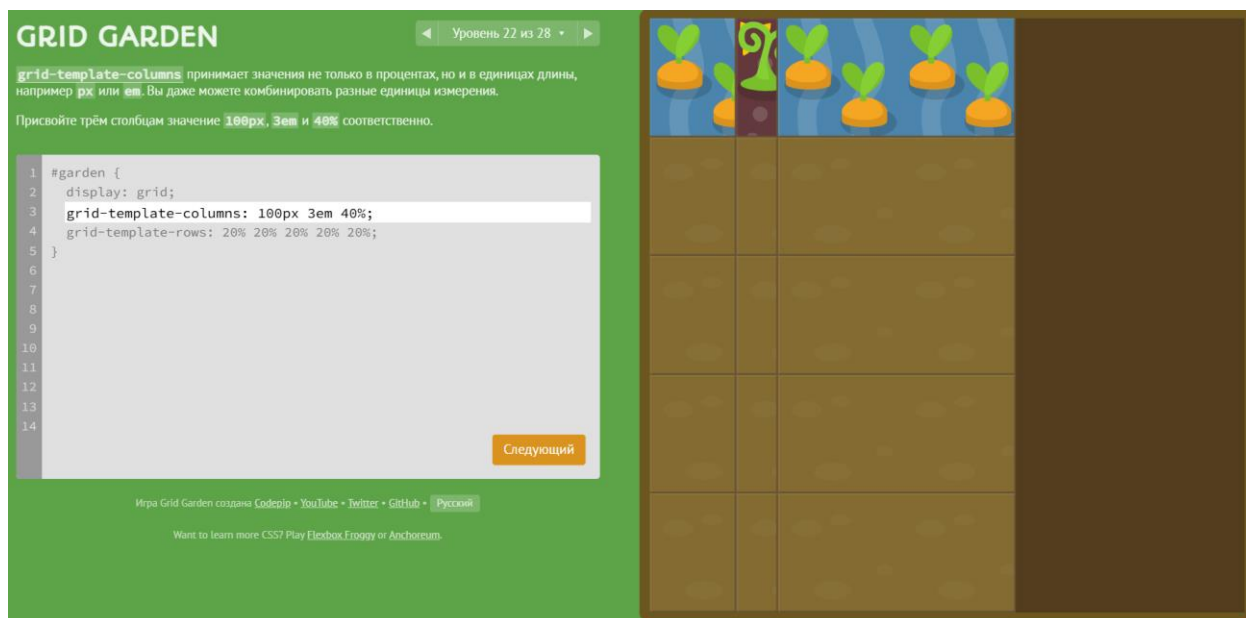 GRID GARDEN
◀ Уровень 22 из 28 ▾ ▶
grid-template-columns принимает значения не только в процентах, но и в единицах длины,
например px или em. Вы даже можете комбинировать разные единицы измерения.
Присвойте трём столбцам значение 100px, 3em и 40% соответственно.
1 #garden {
2 display: grid;
3 grid-template-columns: 100px 3em 40%;
4 grid-template-rows: 20% 20% 20% 20% 20%;
5 }
6
7
8
9
10
11
12
13
14
Следующий
Игра Grid Garden создана Codepip • YouTube • Twitter • GitHub • Русский
Want to learn more CSS? Play Flexbox Froggy or Anchoreum.